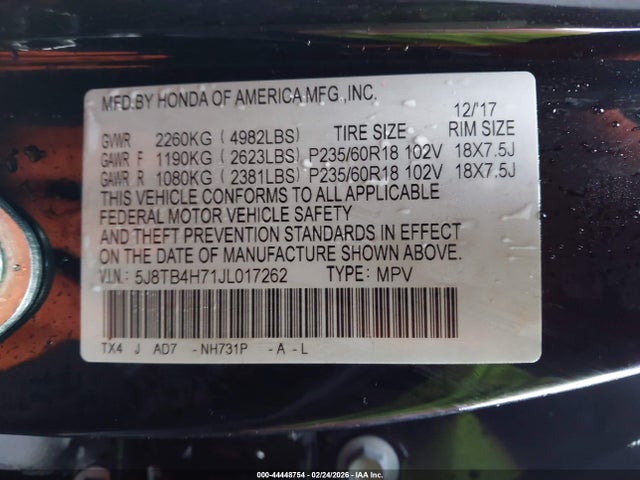 MFD.BY HONDA OF AMERICA MFG.,INC.
12/'17
GVWR 2260KG ( 4982LBS) TIRE SIZE RIM SIZE
GAWR F 1190KG ( 2623LBS) P235/60R18 102V 18X7.5J
GAWR R 1080KG ( 2381LBS) P235/60R18 102V 18X7.5J
THIS VEHICLE CONFORMS TO ALL APPLICABLE
FEDERAL MOTOR VEHICLE SAFETY
AND THEFT PREVENTION STANDARDS IN EFFECT
ON THE DATE OF MANUFACTURE SHOWN ABOVE.
V.I.N.: 5J8TB4H71JL017262 TYPE: MPV
TX4 J AD7 - NH731P - A - L
000-44448754 - 02/24/2026 - IAA Inc.